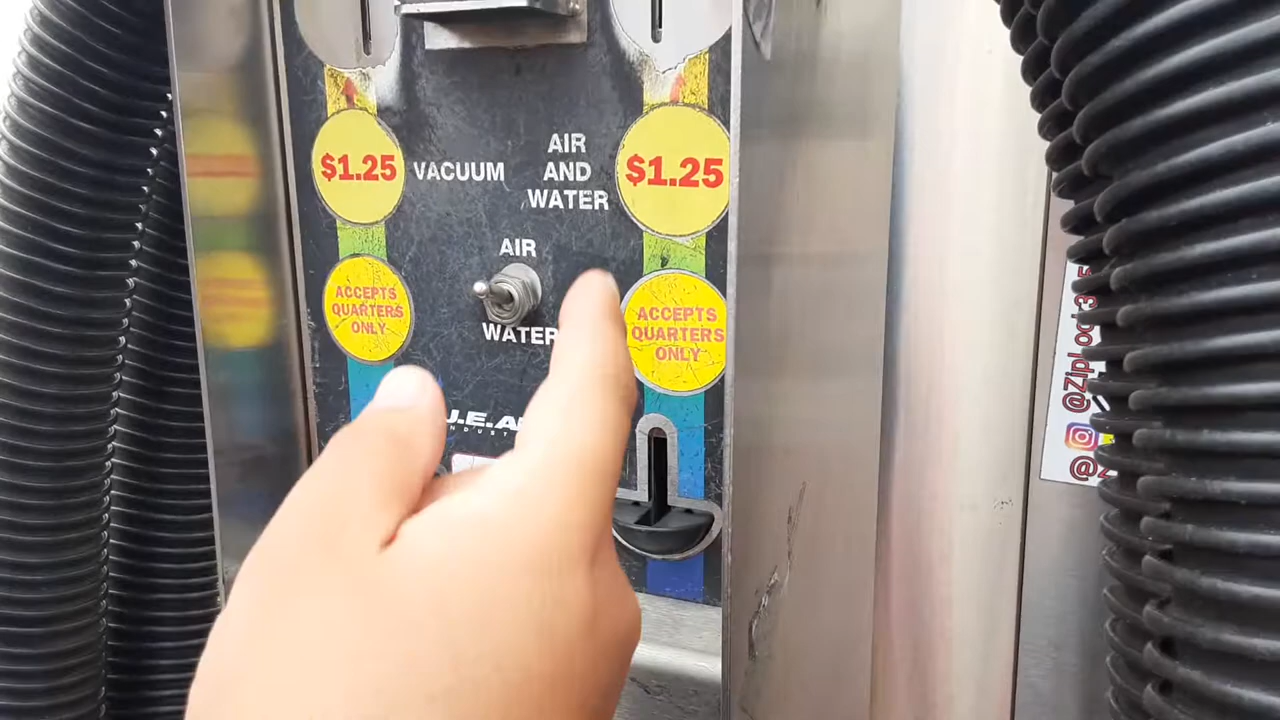 $1.25
VACUUM
AIR
AND
WATER
$1.25
AIR
WATER
ACCEPTS
QUARTERS
ONLY
ACCEPTS
QUARTERS
ONLY